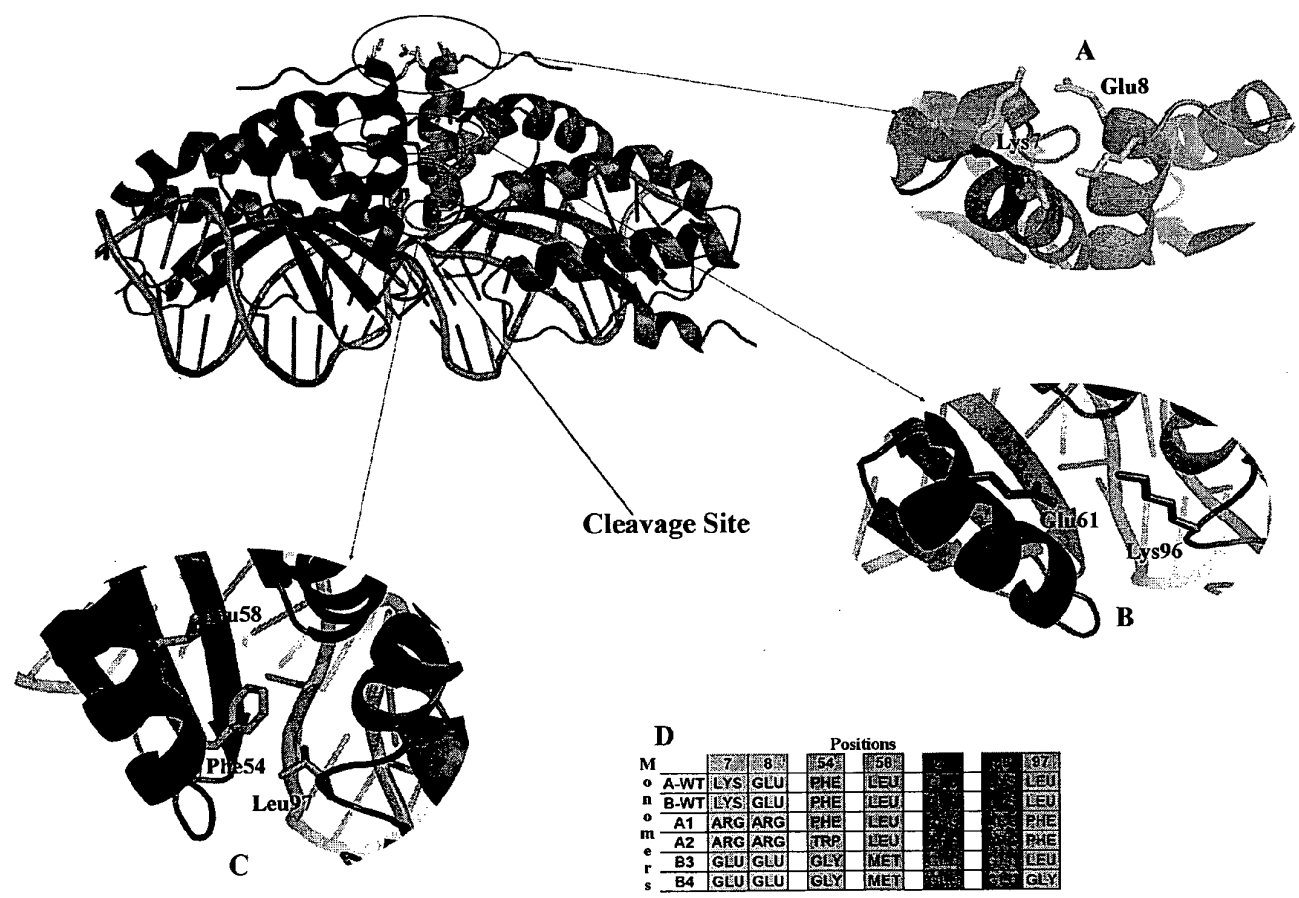 A
Glu8
Lys7
Glu61
Lys96
B
Cleavage Site
Phe54
Leu97
C
D
Positions
Monomers
7 8 54 58 97
A-WT LYS GLU PHE LEU LEU
B-WT LYS GLU PHE LEU LEU
A1 ARG ARG PHE LEU PHE
A2 ARG ARG TRP LEU PHE
B3 GLU GLU GLY MET LEU
B4 GLU GLU GLY MET GLY